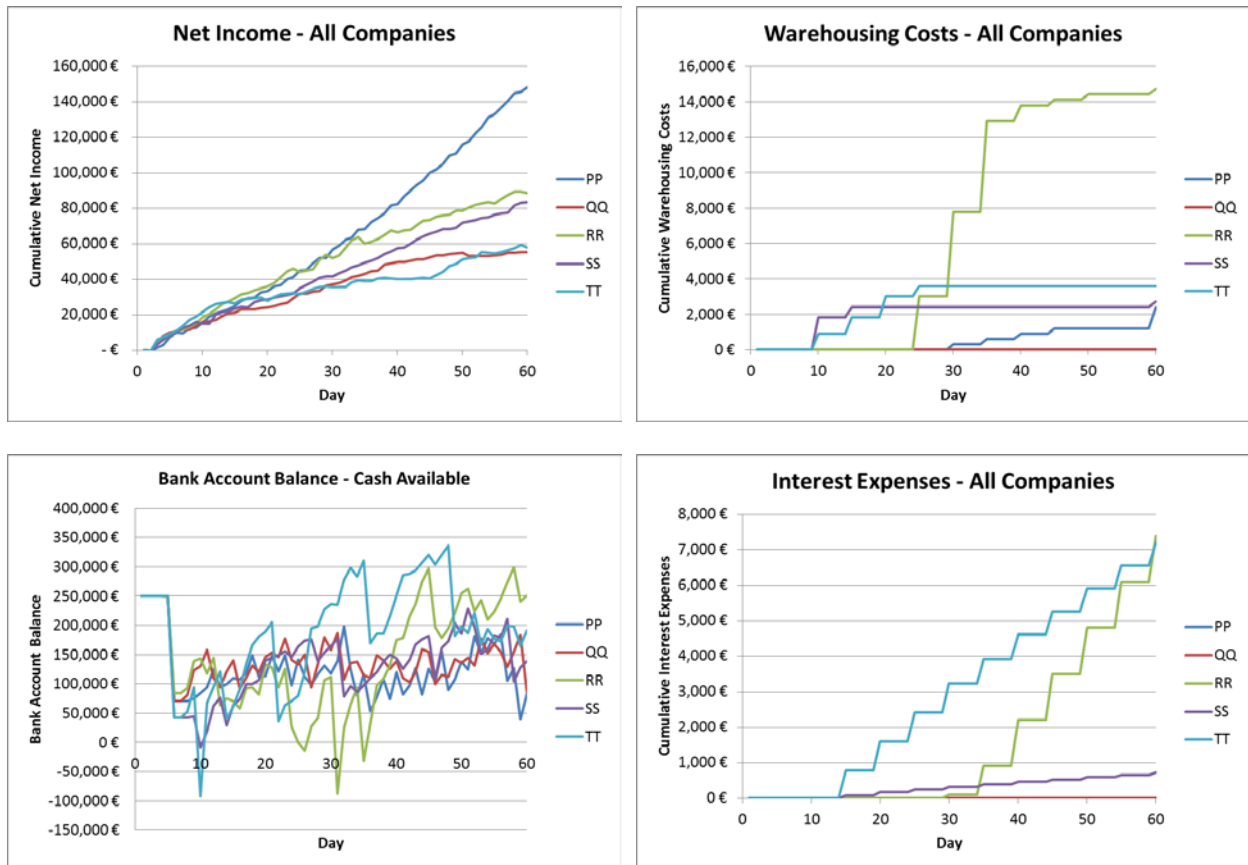 Net Income - All Companies
160,000 €
140,000 €
120,000 €
100,000 €
80,000 €
60,000 €
40,000 €
20,000 €
- €
Cumulative Net Income
0 10 20 30 40 50 60
Day
PP
QQ
RR
SS
TT
Warehousing Costs - All Companies
16,000 €
14,000 €
12,000 €
10,000 €
8,000 €
6,000 €
4,000 €
2,000 €
0 €
Cumulative Warehousing Costs
0 10 20 30 40 50 60
Day
PP
QQ
RR
SS
TT
Bank Account Balance - Cash Available
400,000 €
350,000 €
300,000 €
250,000 €
200,000 €
150,000 €
100,000 €
50,000 €
0 €
-50,000 €
-100,000 €
-150,000 €
Bank Account Balance
0 10 20 30 40 50 60
Day
PP
QQ
RR
SS
TT
Interest Expenses - All Companies
8,000 €
7,000 €
6,000 €
5,000 €
4,000 €
3,000 €
2,000 €
1,000 €
0 €
Cumulative Interest Expenses
0 10 20 30 40 50 60
Day
PP
QQ
RR
SS
TT